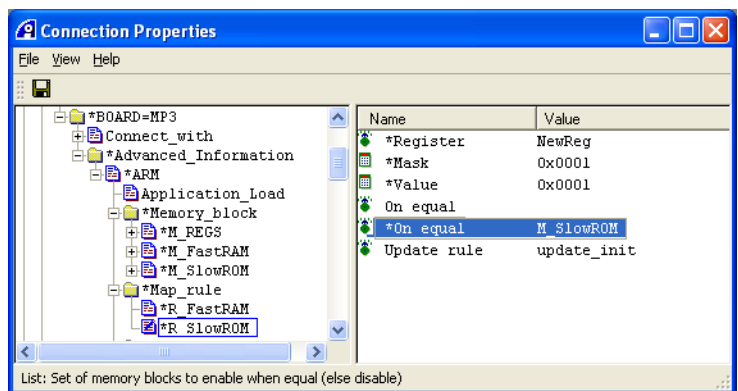 Connection Properties
File View Help
*BOARD=MP3
Connect_with
*Advanced_Information
*ARM
Application_Load
*Memory_block
*M_REGS
*M_FastRAM
*M_SlowROM
*Map_rule
*R_FastRAM
*R_SlowROM
Name Value
*Register NewReg
*Mask 0x0001
*Value 0x0001
On equal
*On equal M_SlowROM
Update rule update_init
List: Set of memory blocks to enable when equal (else disable)